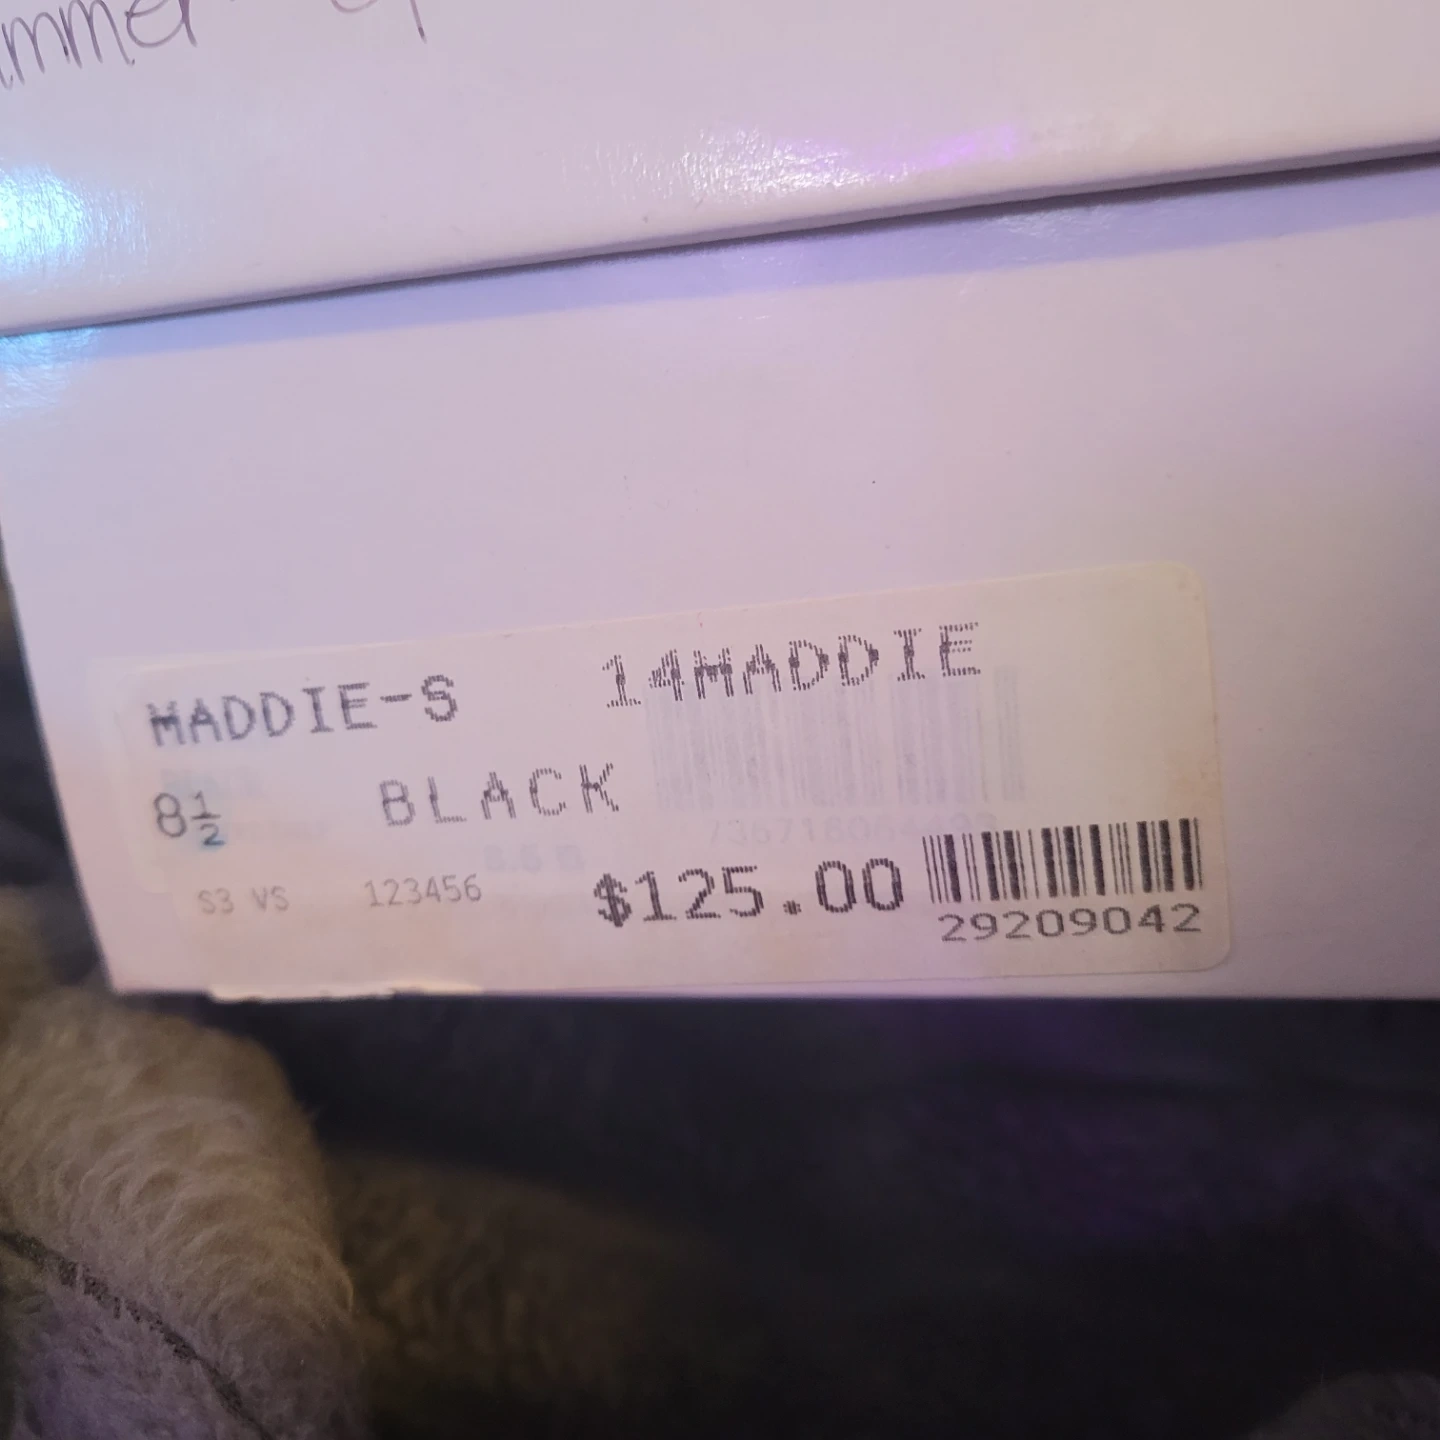 MADDIE-S 14MADDIE
8½ BLACK
S3 VS 123456 $125.00
29209042